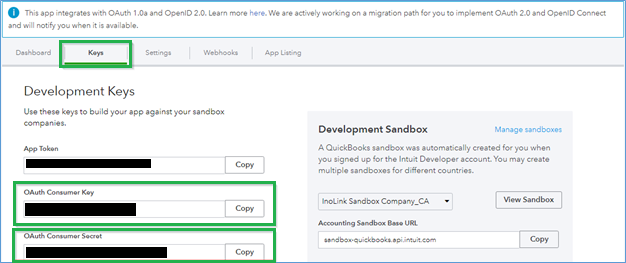 This app integrates with OAuth 1.0a and OpenID 2.0. Learn more here. We are actively working on a migration path for you to implement OAuth 2.0 and OpenID Connect
and will notify you when it is available.
Dashboard Keys Settings Webhooks App Listing
Development Keys
Use these keys to build your app against your sandbox
companies.
App Token
Copy
OAuth Consumer Key
Copy
OAuth Consumer Secret
Copy
Development Sandbox Manage sandboxes
A QuickBooks sandbox was automatically created for you when
you signed up for the Intuit Developer account. You may create
multiple sandboxes for different countries.
InoLink Sandbox Company_CA View Sandbox
Accounting Sandbox Base URL
sandbox-quickbooks.api.intuit.com Copy